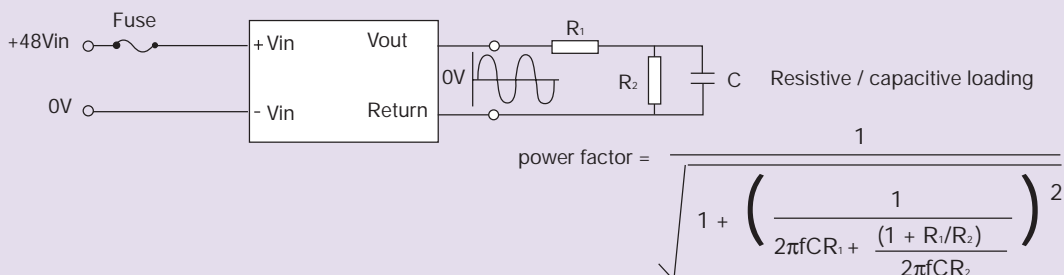 Fuse
+48Vin
+ Vin
Vout
R₁
0V
R₂
C
Resistive / capacitive loading
0V
- Vin
Return
power factor =
1
1 + ( 1 ) 2
2πfCR₁ + (1 + R₁/R₂)
2πfCR₂